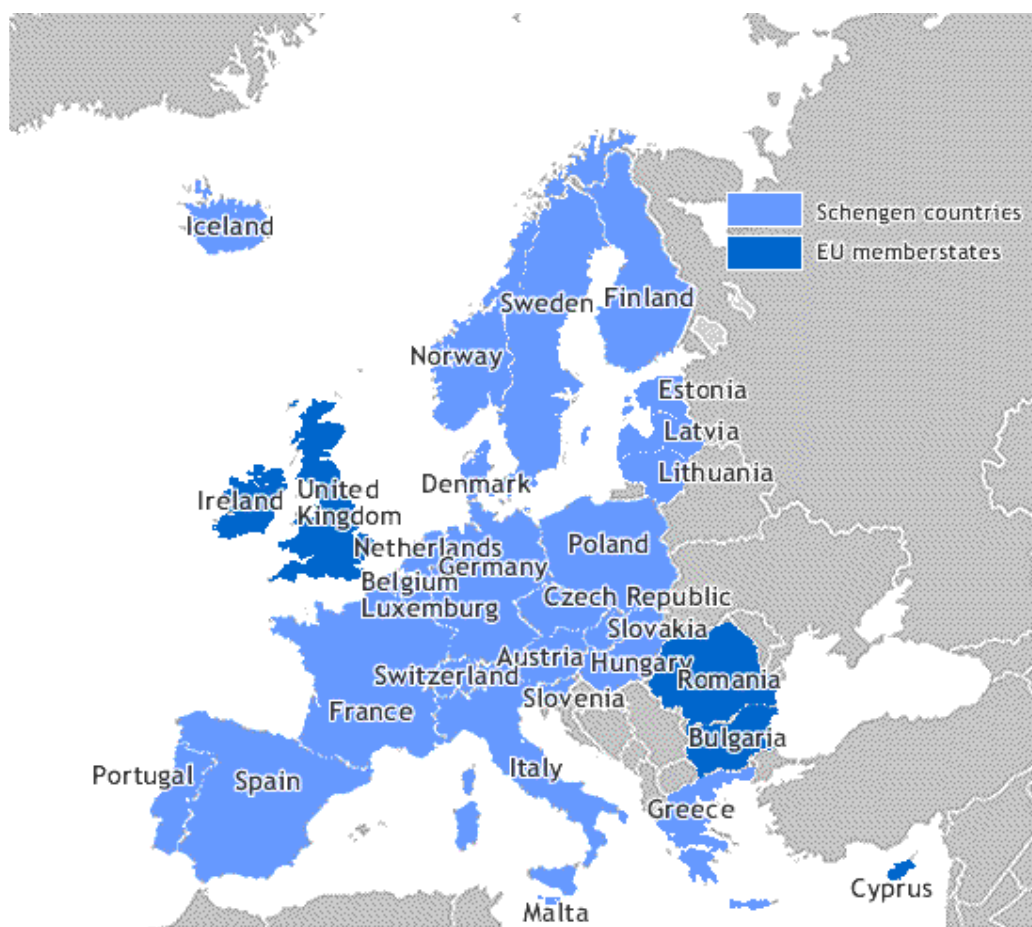 Iceland
Schengen countries
EU memberstates
Sweden
Finland
Norway
Estonia
Latvia
Lithuania
Denmark
Ireland
United
Kingdom
Netherlands
Germany
Poland
Belgium
Luxemburg
Czech Republic
Slovakia
Austria
Hungary
Switzerland
Slovenia
Romania
France
Bulgaria
Italy
Portugal
Spain
Greece
Cyprus
Malta